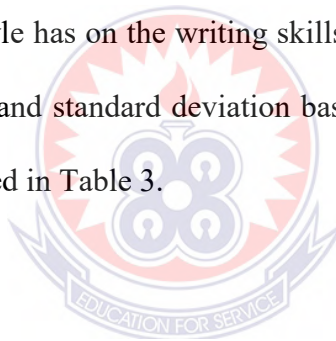 le has on the writing skills
and standard deviation bas
ed in Table 3.
EDUCATION FOR SERVICE